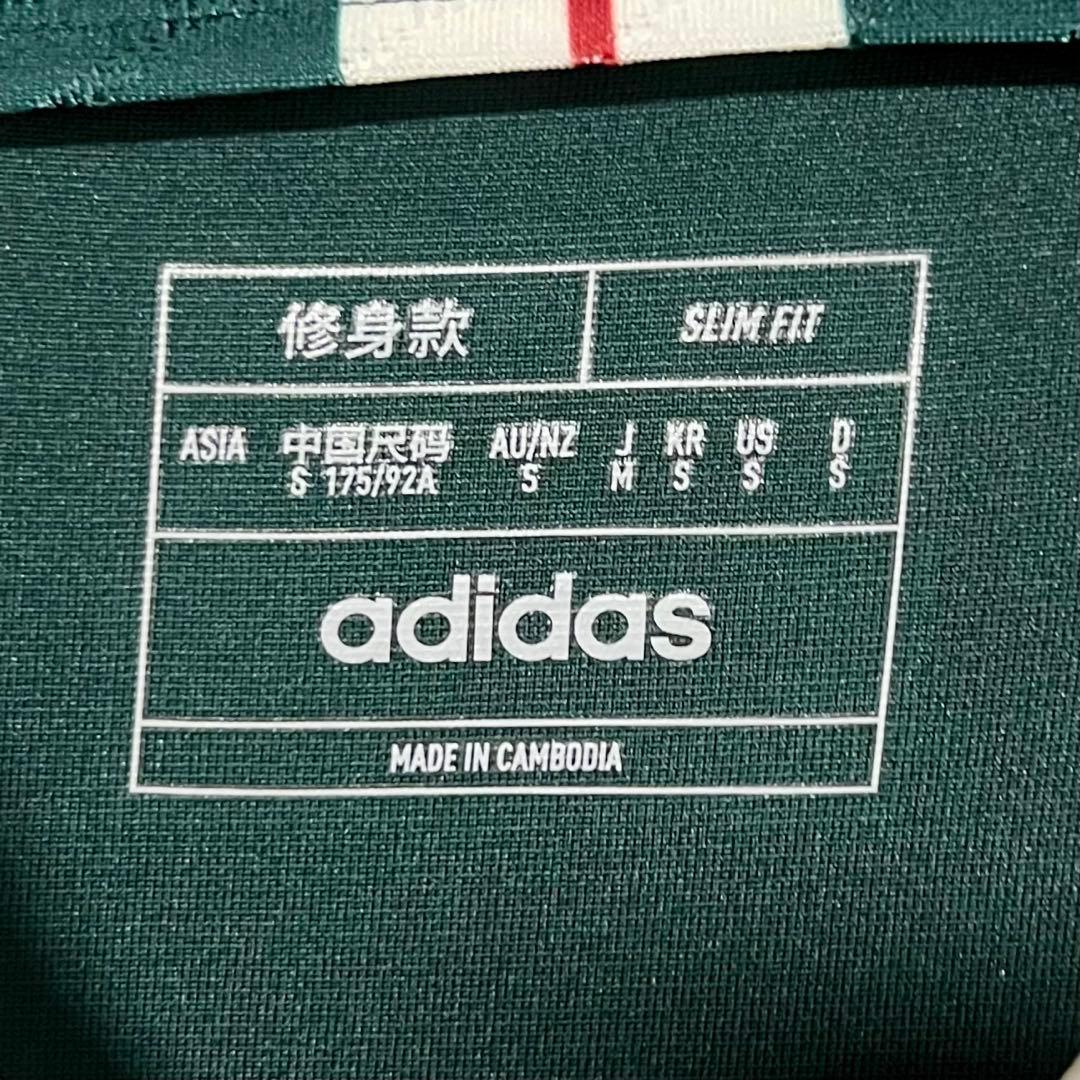 修身款 SLIM FIT
ASIA 中国尺码 AU/NZ J KR US D
S 175/92A S M S S S
adidas
MADE IN CAMBODIA